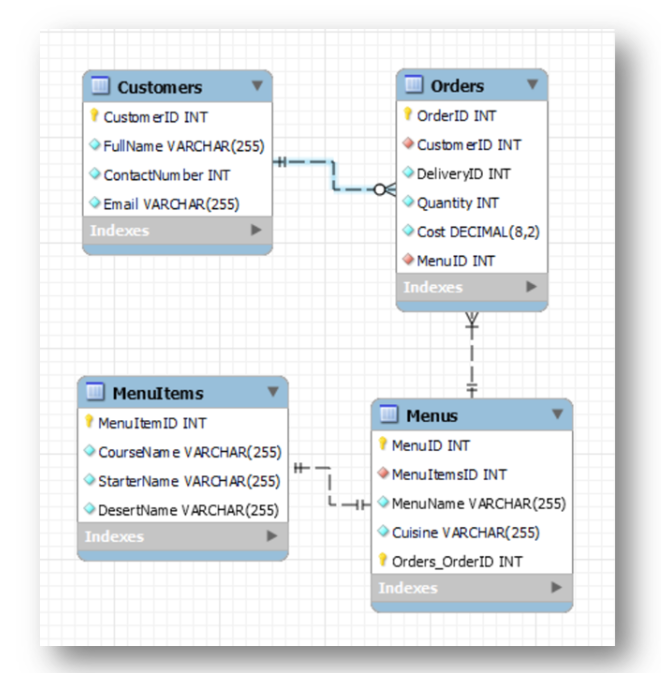 Customers
CustomerID INT
FullName VARCHAR(255)
ContactNumber INT
Email VARCHAR(255)
Indexes
Orders
OrderID INT
CustomerID INT
DeliveryID INT
Quantity INT
Cost DECIMAL(8,2)
MenuID INT
Indexes
MenuItems
MenuItemID INT
CourseName VARCHAR(255)
StarterName VARCHAR(255)
DesertName VARCHAR(255)
Indexes
Menus
MenuID INT
MenuItemsID INT
MenuName VARCHAR(255)
Cuisine VARCHAR(255)
Orders_OrderID INT
Indexes